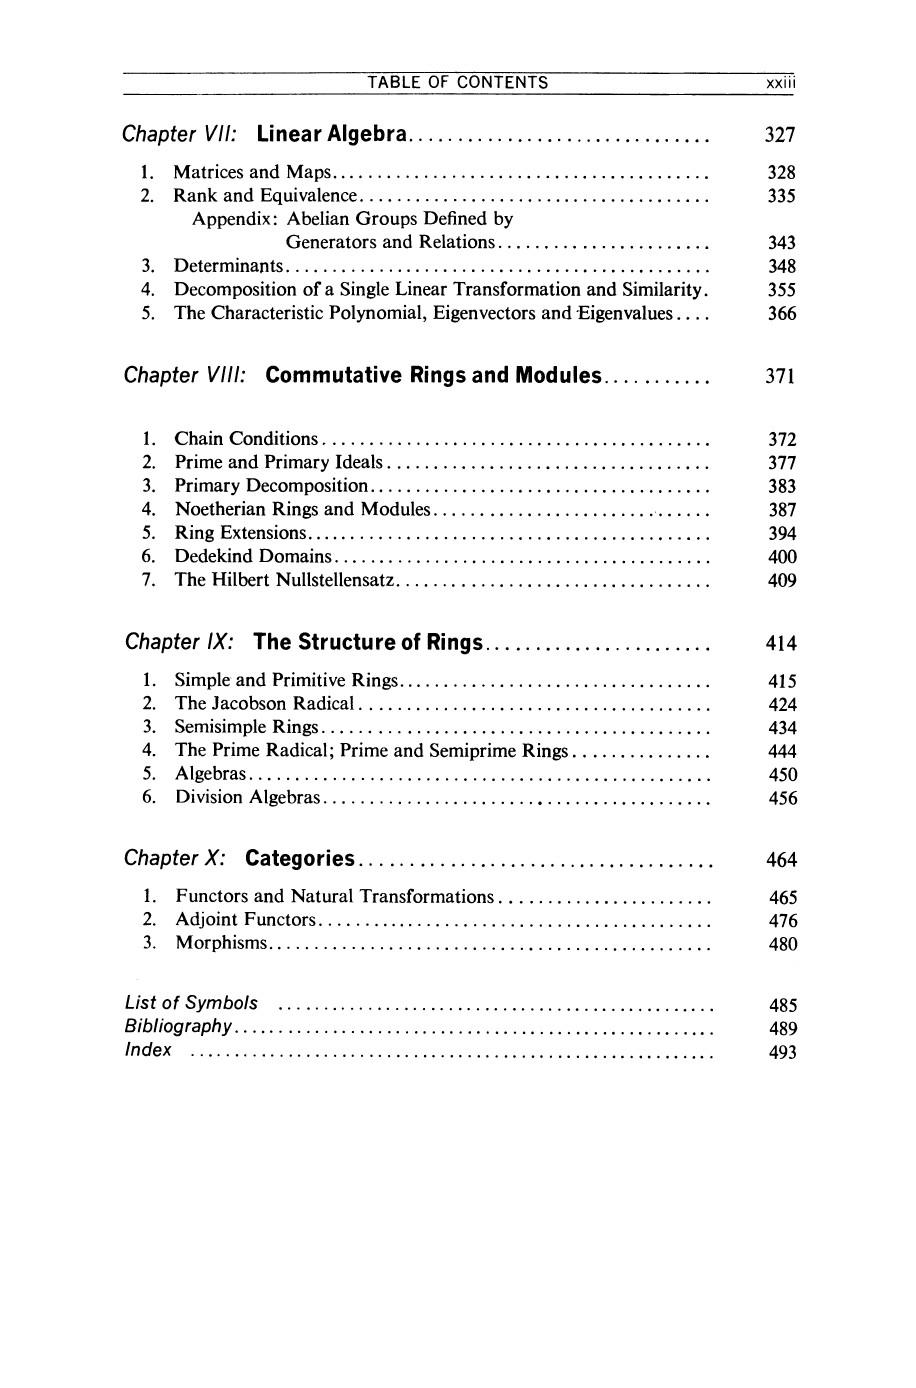 TABLE OF CONTENTS xxiii
Chapter VII: Linear Algebra............................... 327
1. Matrices and Maps......................................... 328
2. Rank and Equivalence...................................... 335
Appendix: Abelian Groups Defined by
Generators and Relations....................... 343
3. Determinants.............................................. 348
4. Decomposition of a Single Linear Transformation and Similarity. 355
5. The Characteristic Polynomial, Eigenvectors and Eigenvalues.... 366
Chapter VIII: Commutative Rings and Modules........... 371
1. Chain Conditions.......................................... 372
2. Prime and Primary Ideals................................... 377
3. Primary Decomposition..................................... 383
4. Noetherian Rings and Modules.............................. 387
5. Ring Extensions............................................ 394
6. Dedekind Domains......................................... 400
7. The Hilbert Nullstellensatz.................................. 409
Chapter IX: The Structure of Rings....................... 414
1. Simple and Primitive Rings.................................. 415
2. The Jacobson Radical...................................... 424
3. Semisimple Rings.......................................... 434
4. The Prime Radical; Prime and Semiprime Rings............... 444
5. Algebras.................................................. 450
6. Division Algebras.......................................... 456
Chapter X: Categories.................................... 464
1. Functors and Natural Transformations....................... 465
2. Adjoint Functors........................................... 476
3. Morphisms................................................ 480
List of Symbols ................................................ 485
Bibliography..................................................... 489
Index .......................................................... 493